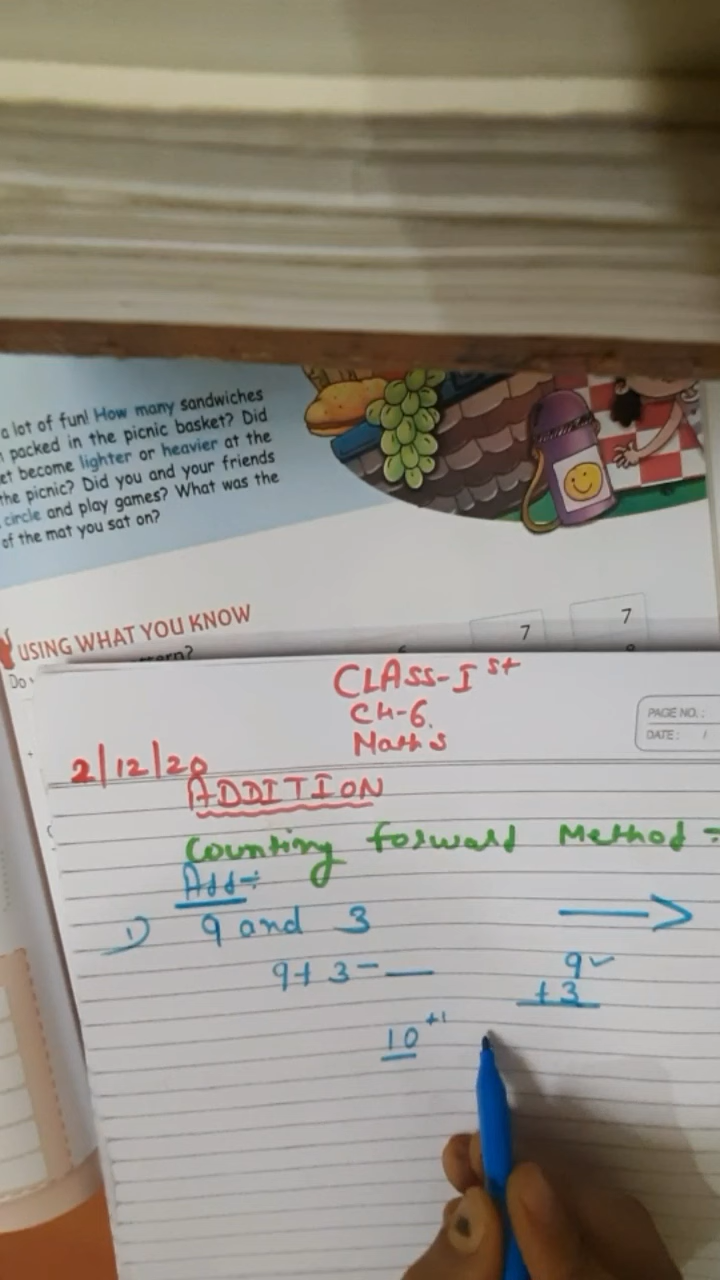 a lot of fun! How many sandwiches
packed in the picnic basket? Did
et become lighter or heavier at the
the picnic? Did you and your friends
circle and play games? What was the
of the mat you sat on?
USING WHAT YOU KNOW
7
7
Do
CLASS-Ist
Ch-6.
Maths
PAGE NO.:
DATE: /
2/12/20
ADDITION
Counting forward Method:-
Add:-
1) 9 and 3
9+3-__
9
+3
10 +1